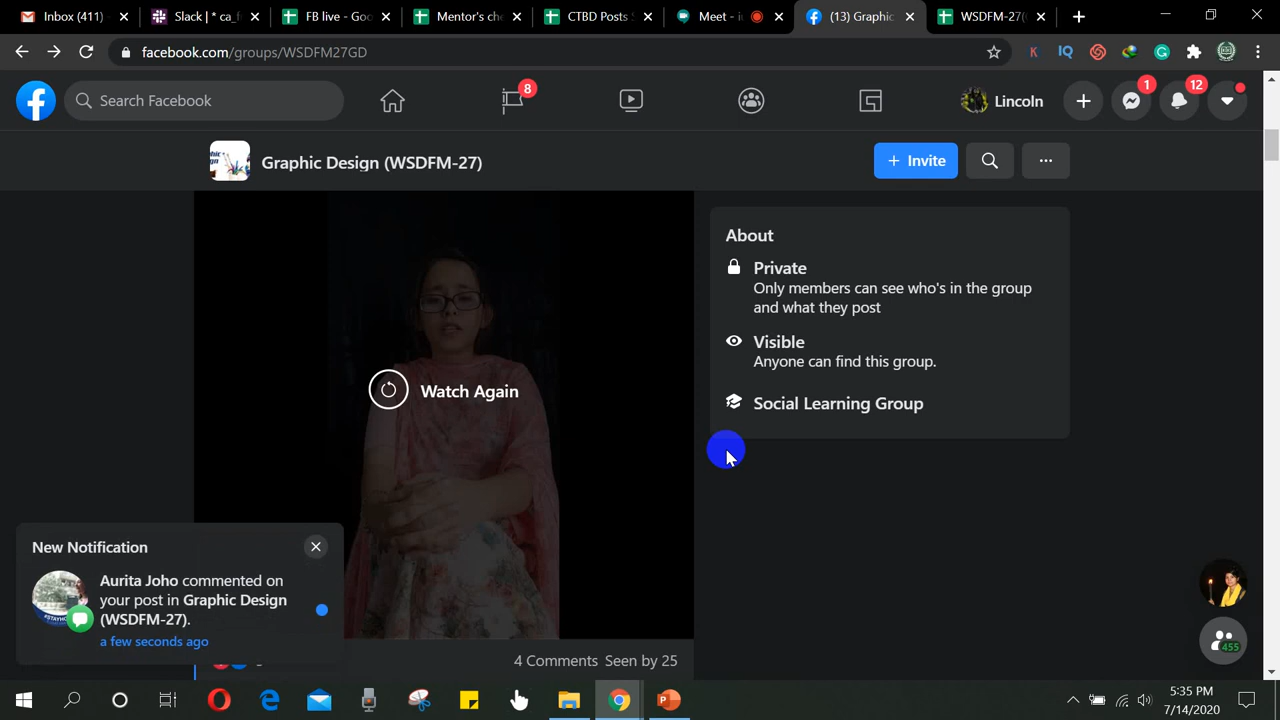 Inbox (411) -
Slack | * ca_f
FB live - Goo
Mentor's che
CTBD Posts S
Meet - i
(13) Graphic
WSDFM-27(
facebook.com/groups/WSDFM27GD
Search Facebook
8
Lincoln
1
12
Graphic Design (WSDFM-27)
+ Invite
About
Private
Only members can see who's in the group
and what they post
Visible
Anyone can find this group.
Social Learning Group
Watch Again
New Notification
Aurita Joho commented on
your post in Graphic Design
(WSDFM-27).
a few seconds ago
4 Comments Seen by 25
455
5:35 PM
7/14/2020